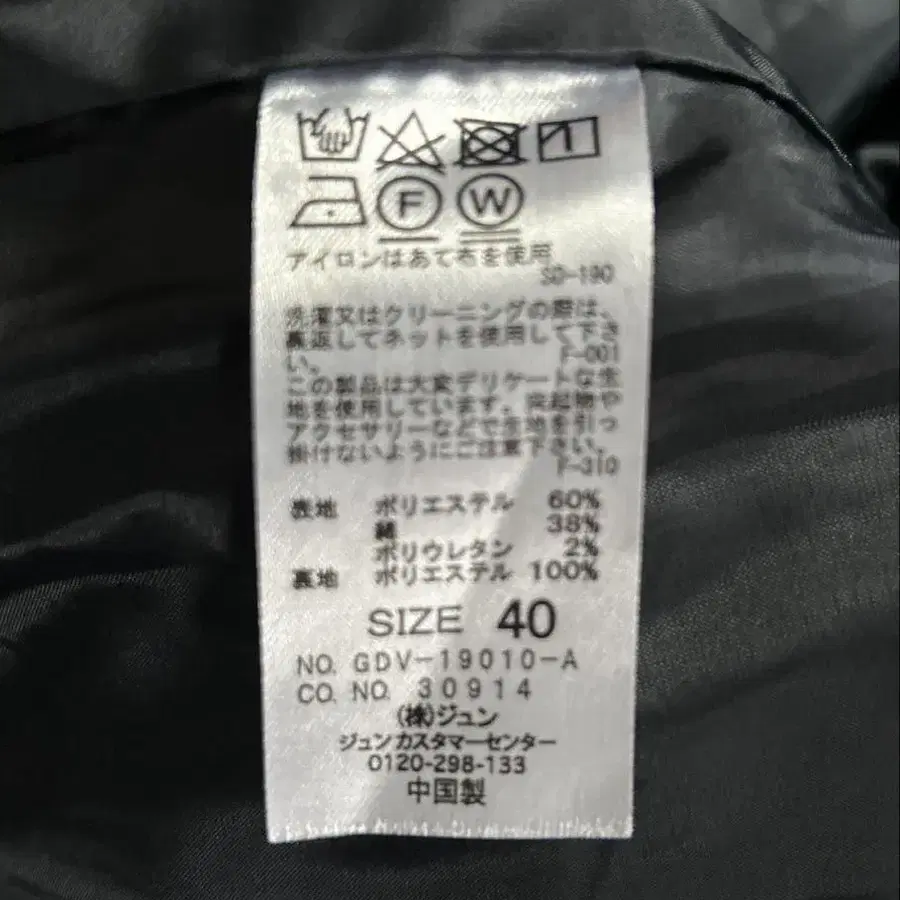 F W
アイロンはあて布を使用
SD-190
洗濯又はクリーニングの際は、
裏返してネットを使用して下さ
い。
F-001
この製品は大変デリケートな生
地を使用しています。突起物や
アクセサリーなどで生地を引っ
掛けないようにご注意下さい。
F-310
表地 ポリエステル 60%
綿 38%
ポリウレタン 2%
裏地 ポリエステル 100%
SIZE 40
NO. GDV-19010-A
CO. NO. 30914
(株)ジュン
ジュンカスタマーセンター
0120-298-133
中国製